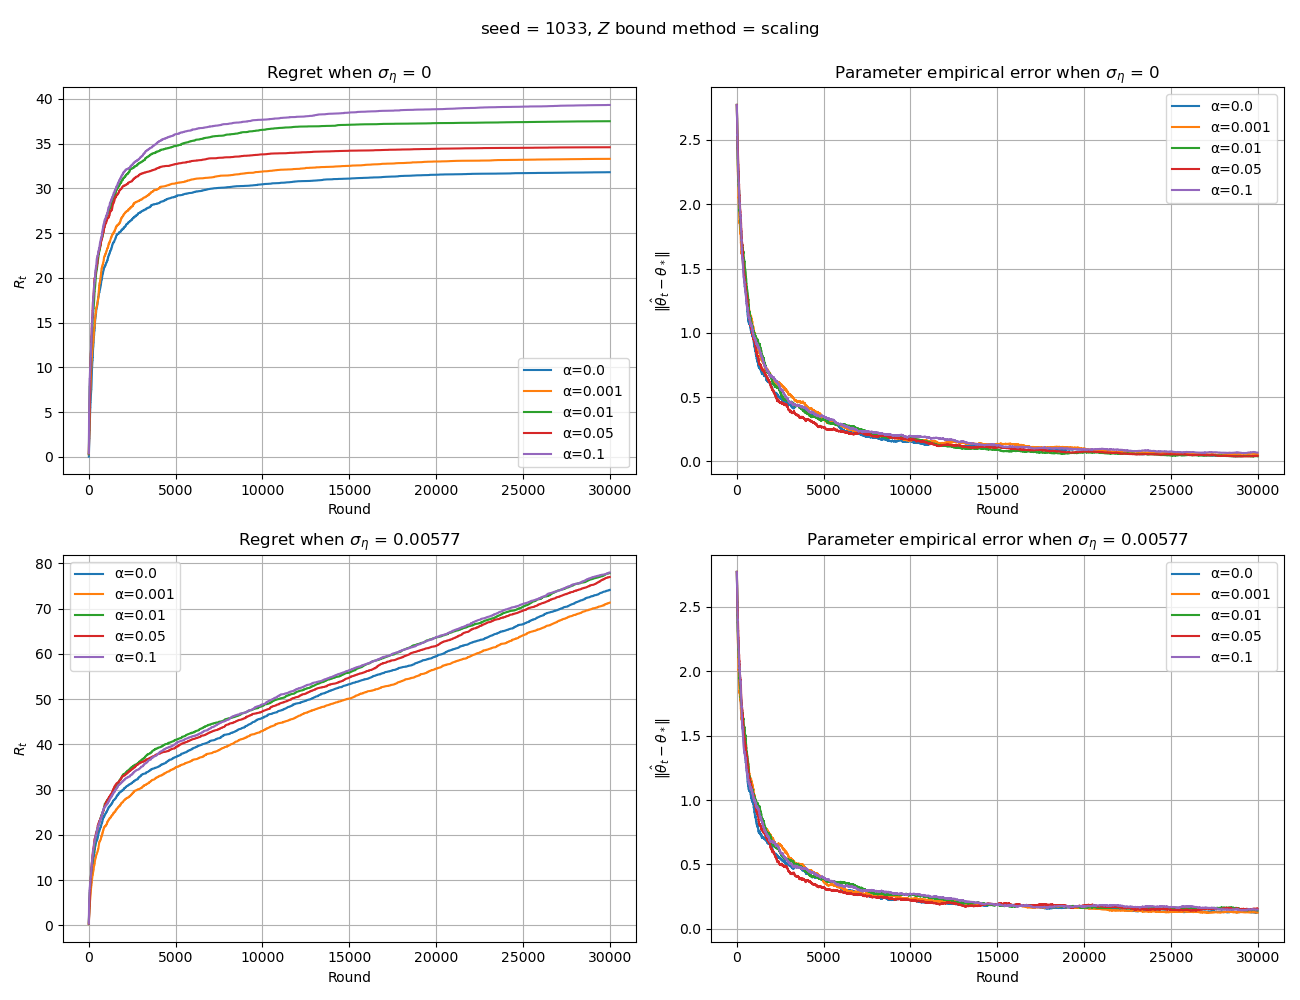 seed = 1033, Z bound method = scaling
Regret when σ_η = 0
R_t
40
35
30
25
20
15
10
5
0
α=0.0
α=0.001
α=0.01
α=0.05
α=0.1
0 5000 10000 15000 20000 25000 30000
Round
Parameter empirical error when σ_η = 0
‖θ̂_t − θ_*‖
2.5
2.0
1.5
1.0
0.5
0.0
α=0.0
α=0.001
α=0.01
α=0.05
α=0.1
0 5000 10000 15000 20000 25000 30000
Round
Regret when σ_η = 0.00577
R_t
80
70
60
50
40
30
20
10
0
α=0.0
α=0.001
α=0.01
α=0.05
α=0.1
0 5000 10000 15000 20000 25000 30000
Round
Parameter empirical error when σ_η = 0.00577
‖θ̂_t − θ_*‖
2.5
2.0
1.5
1.0
0.5
0.0
α=0.0
α=0.001
α=0.01
α=0.05
α=0.1
0 5000 10000 15000 20000 25000 30000
Round